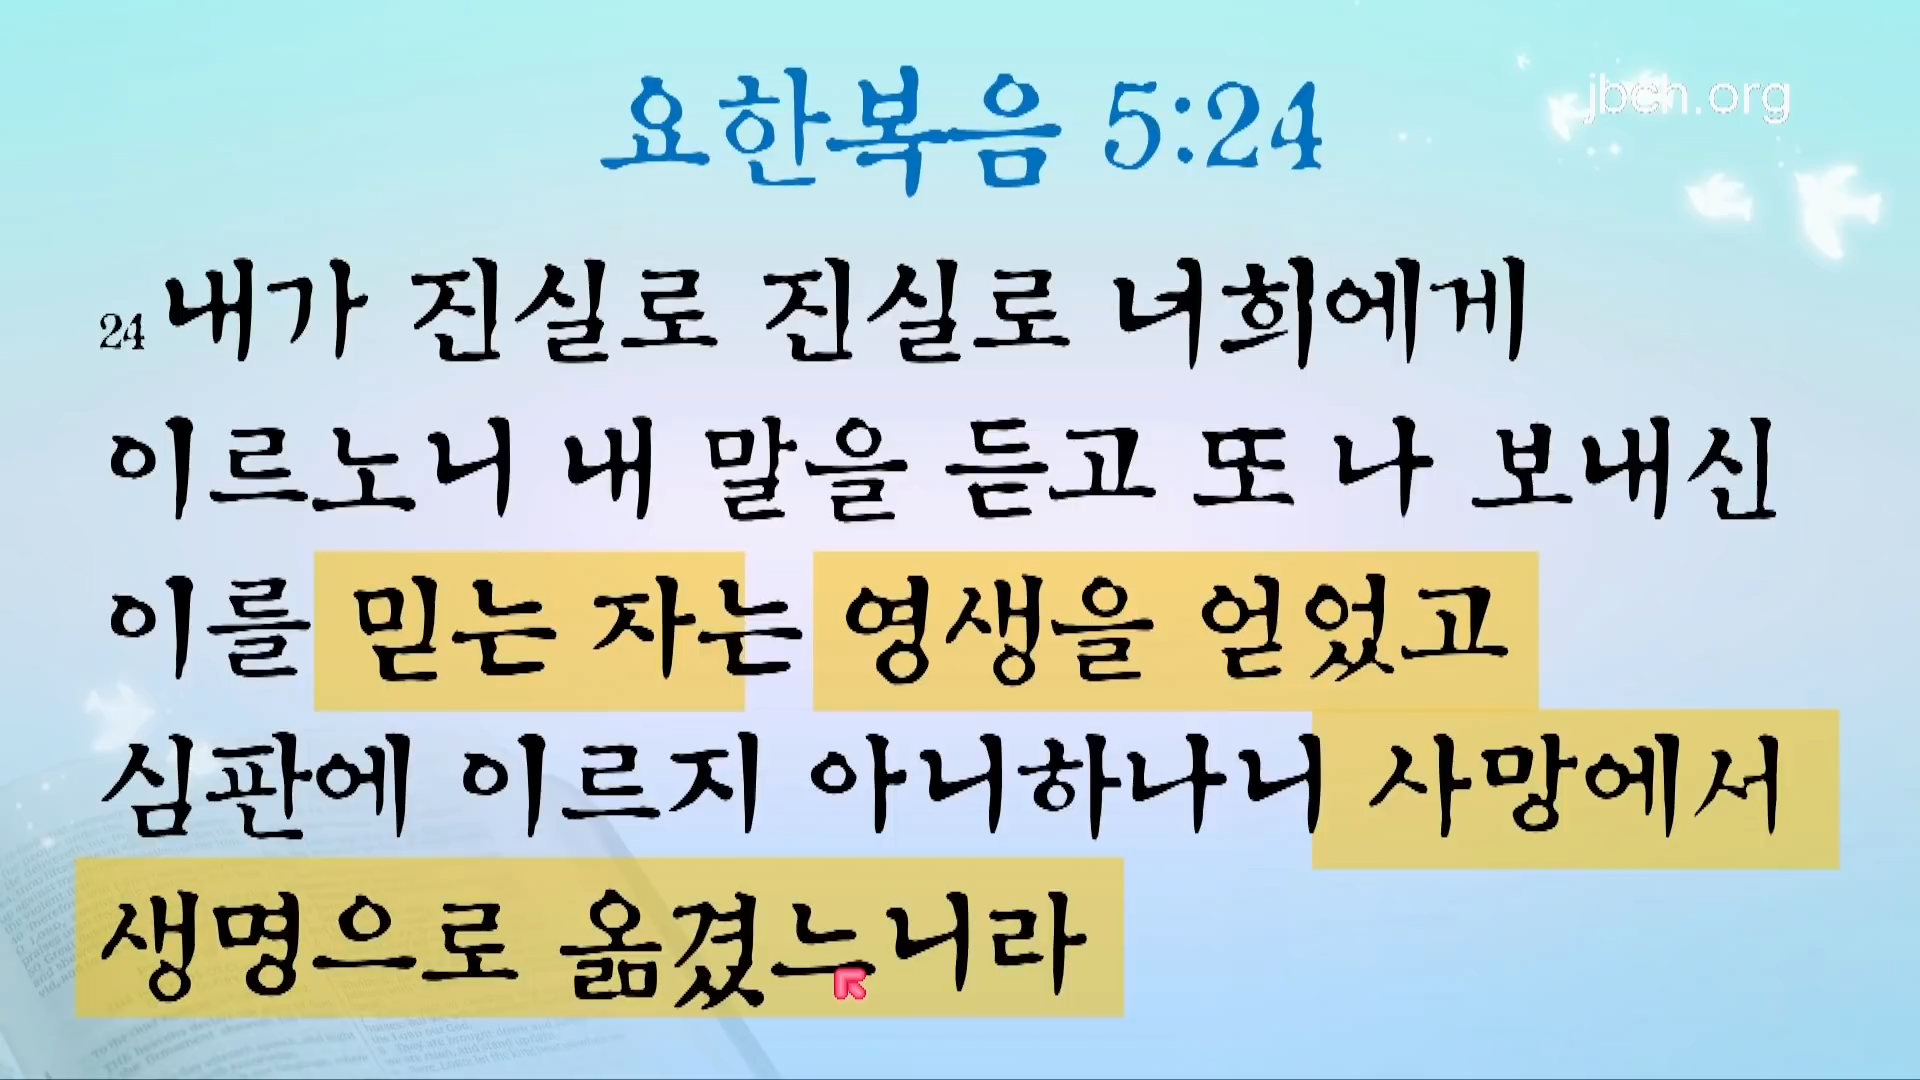 jbch.org
요한복음 5:24
24 내가 진실로 진실로 너희에게
이르노니 내 말을 듣고 또 나 보내신
이를 믿는 자는 영생을 얻었고
심판에 이르지 아니하나니 사망에서
생명으로 옮겼느니라